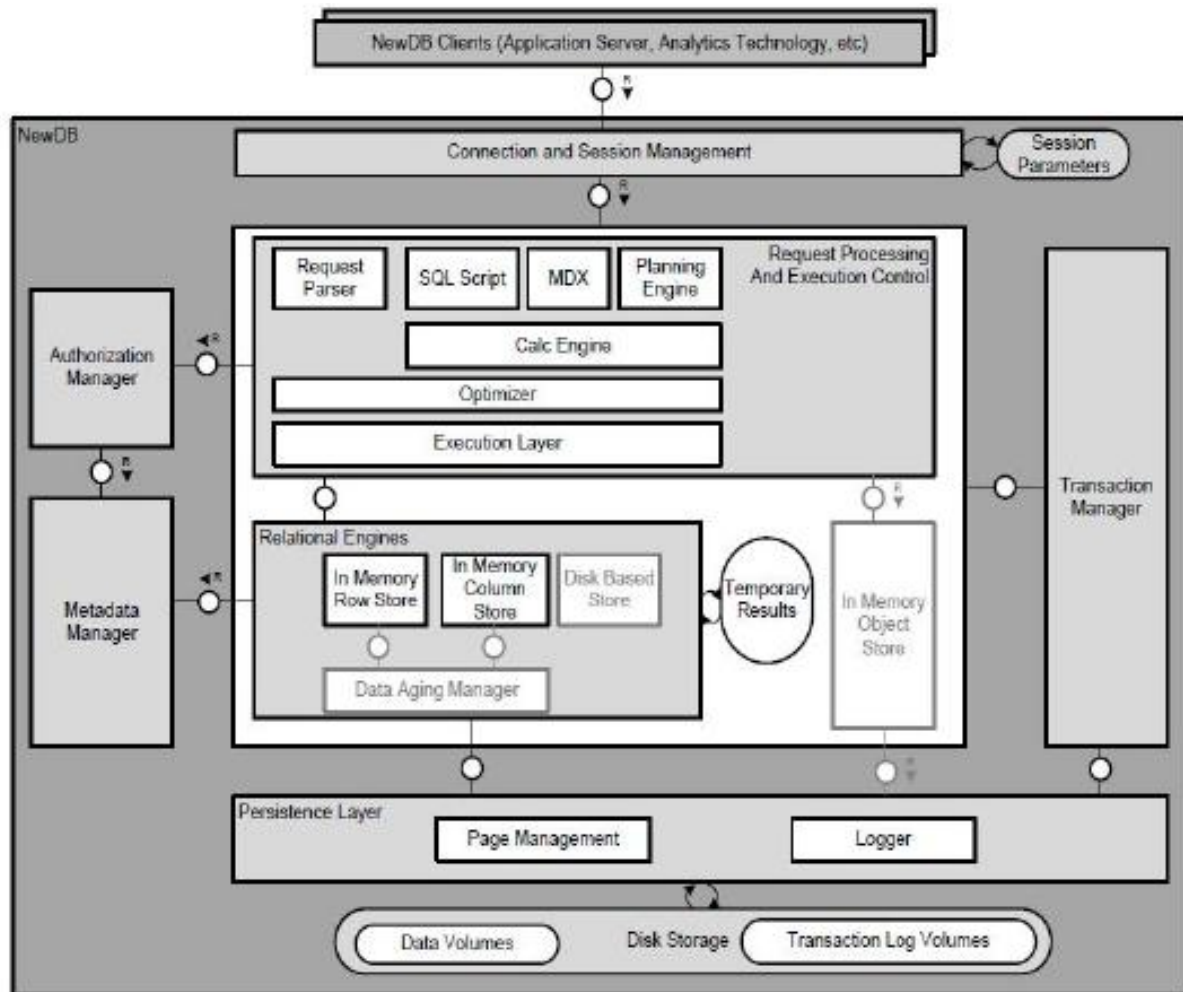 NewDB Clients (Application Server, Analytics Technology, etc)
R
NewDB
Connection and Session Management
Session
Parameters
R
Request
Parser
SQL Script
MDX
Planning
Engine
Request Processing
And Execution Control
Calc Engine
Optimizer
Execution Layer
Authorization
Manager
R
R
Metadata
Manager
R
R
Transaction
Manager
Relational Engines
In Memory
Row Store
In Memory
Column
Store
Disk Based
Store
Data Aging Manager
Temporary
Results
In Memory
Object
Store
R
Persistence Layer
Page Management
Logger
Data Volumes
Disk Storage
Transaction Log Volumes